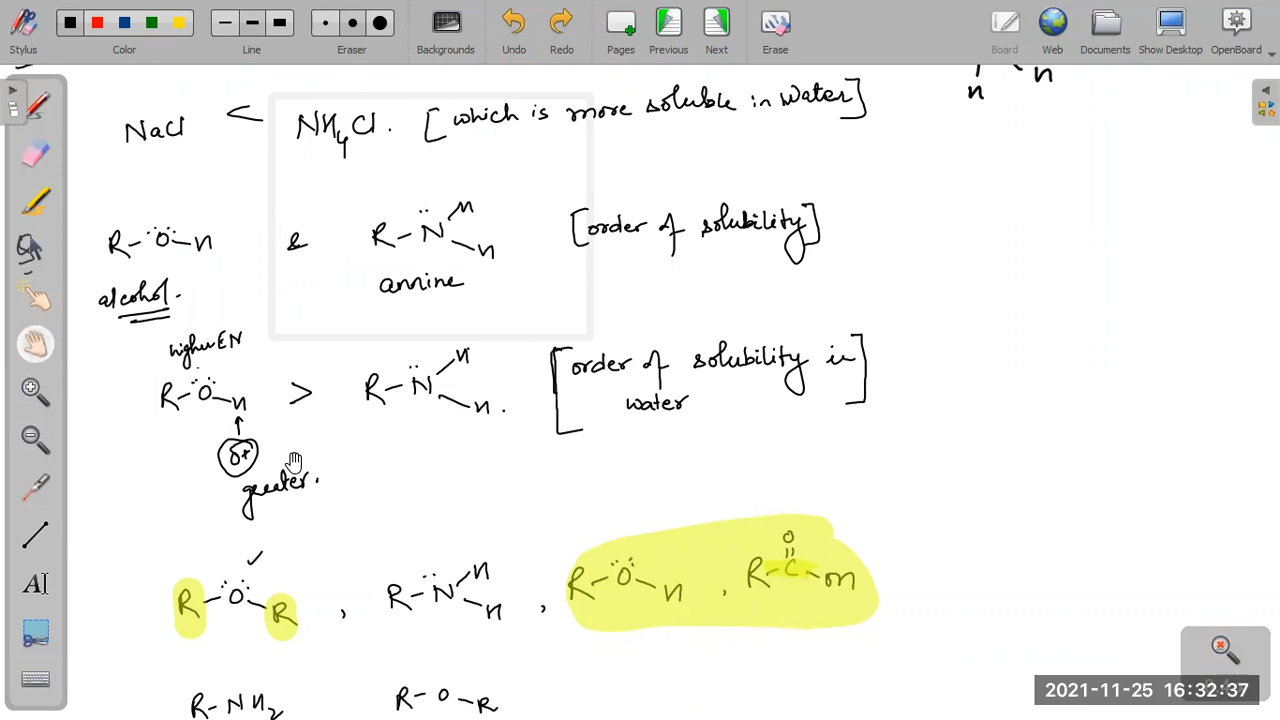 Stylus Color Line Eraser Backgrounds Undo Redo Pages Previous Next Erase Board Web Documents Show Desktop OpenBoard
n n
NaCl < NH4Cl. [which is more soluble in water]
R-Ö-n & R-N̈ n n [order of solubility]
alcohol. amine
higher EN
R-Ö-n > R-N̈ n n. [order of solubility in water]
δ+
greater.
R-Ö-R, R-N̈ n n, R-Ö-n, R-C-on
O
R-NH2 R-O-R
2021-11-25 16:32:37